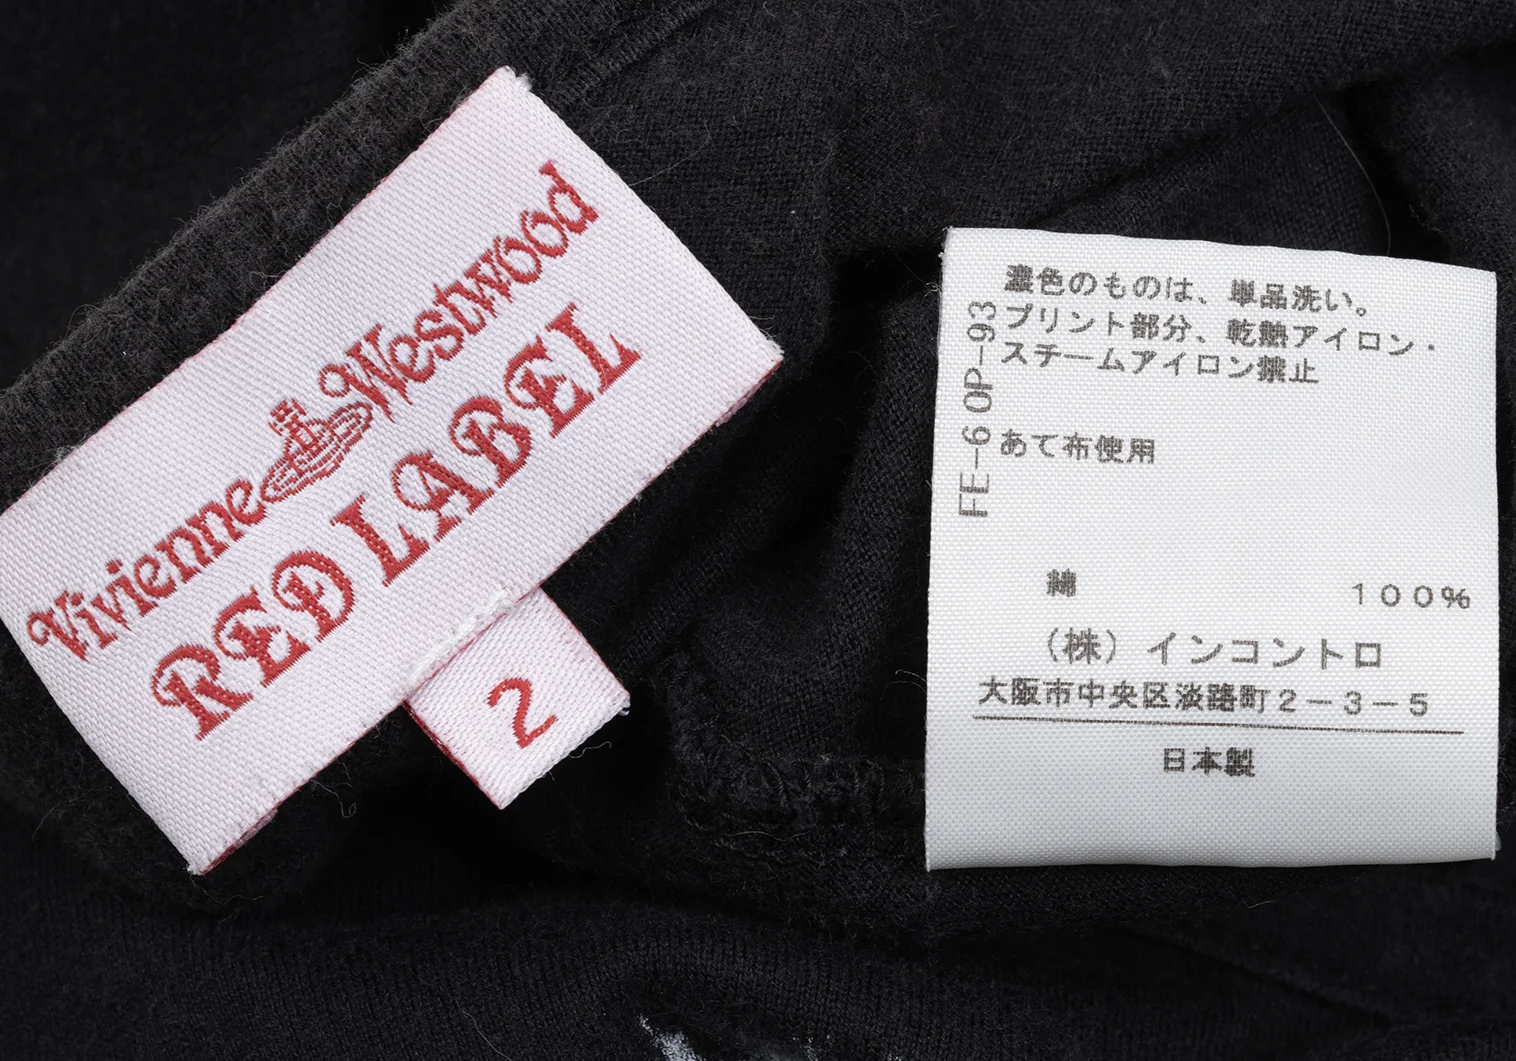 Vivienne Westwood
RED LABEL
2
濃色のものは、単品洗い。
プリント部分、乾熱アイロン・
スチームアイロン禁止
あて布使用
FE-6 0P-93
綿 100%
(株)インコントロ
大阪市中央区淡路町2-3-5
日本製